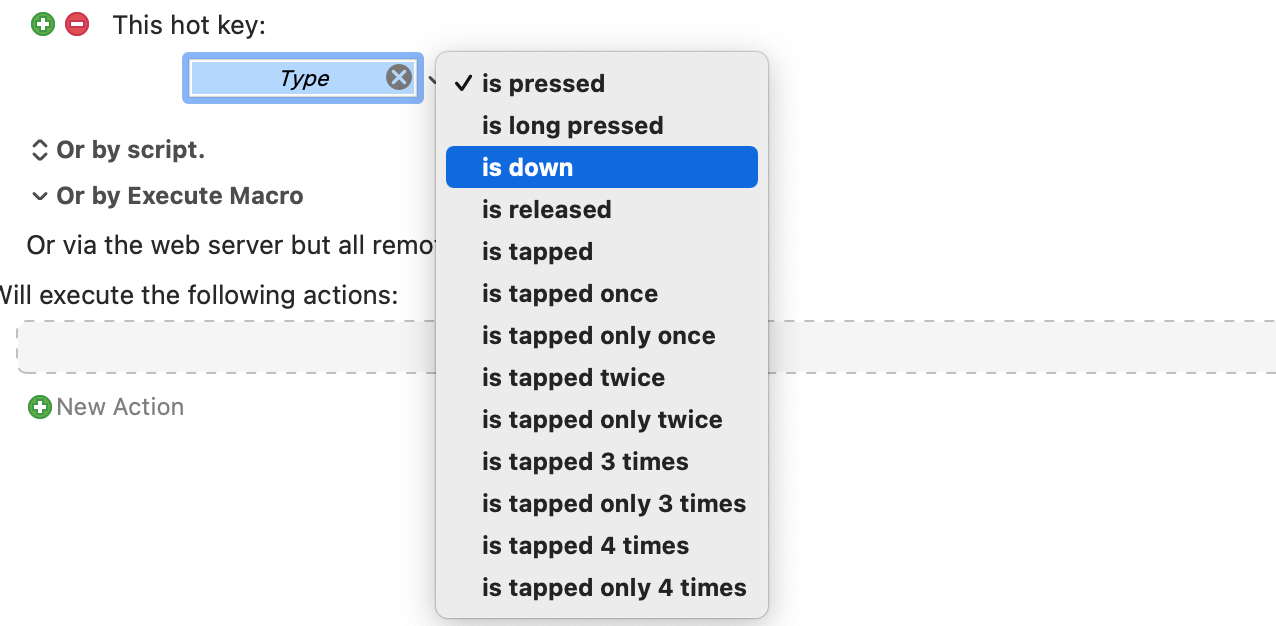 This hot key:
Type
is pressed
is long pressed
is down
is released
is tapped
is tapped once
is tapped only once
is tapped twice
is tapped only twice
is tapped 3 times
is tapped only 3 times
is tapped 4 times
is tapped only 4 times
Or by script.
Or by Execute Macro
Or via the web server but all
Will execute the following actions:
New Action